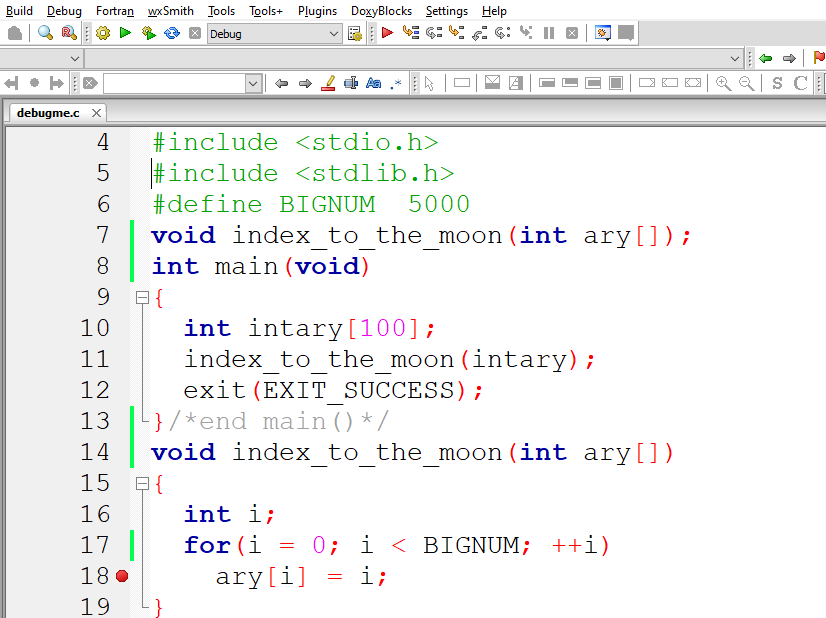 Build Debug Fortran wxSmith Tools Tools+ Plugins DoxyBlocks Settings Help
Debug
Aa .*
S C
debugme.c
4 #include <stdio.h>
5 #include <stdlib.h>
6 #define BIGNUM  5000
7 void index_to_the_moon(int ary[]);
8 int main(void)
9 {
10   int intary[100];
11   index_to_the_moon(intary);
12   exit(EXIT_SUCCESS);
13 }/*end main()*/
14 void index_to_the_moon(int ary[])
15 {
16   int i;
17   for(i = 0; i < BIGNUM; ++i)
18     ary[i] = i;
19 }